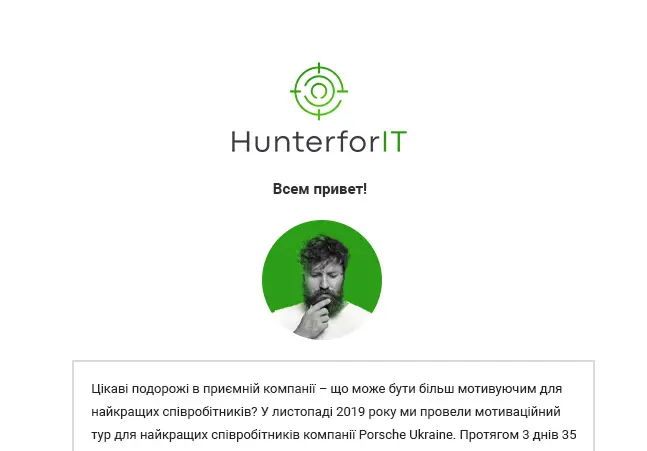 HunterforIT
Всем привет!
Цікаві подорожі в приємній компанії – що може бути більш мотивуючим для
найкращих співробітників? У листопаді 2019 року ми провели мотиваційний
тур для найкращих співробітників компанії Porsche Ukraine. Протягом 3 днів 35